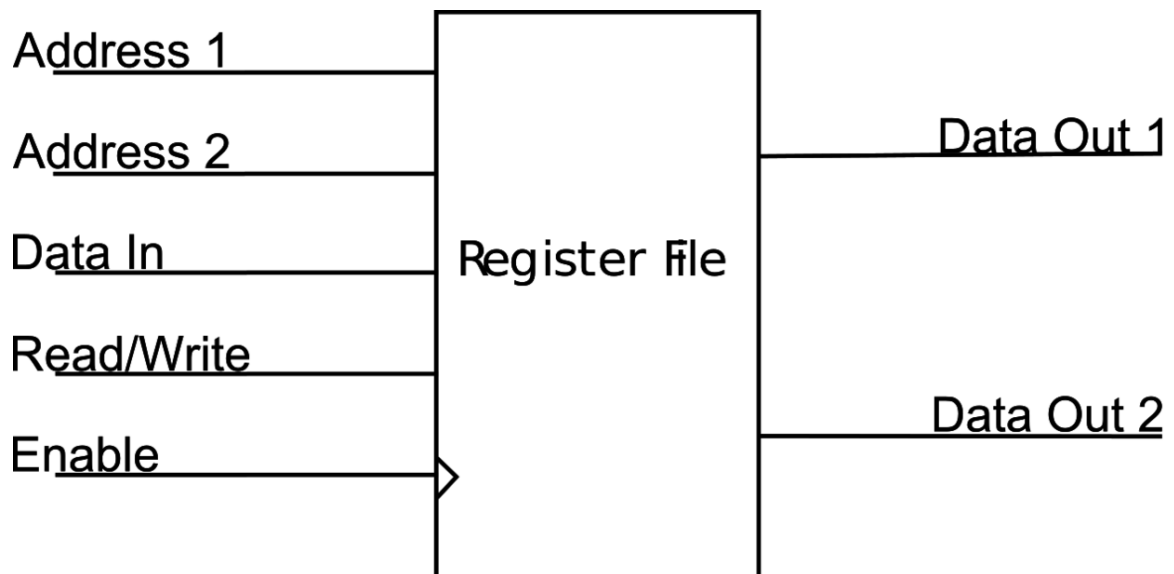 Address 1
Address 2
Data In
Read/Write
Enable
Register File
Data Out 1
Data Out 2